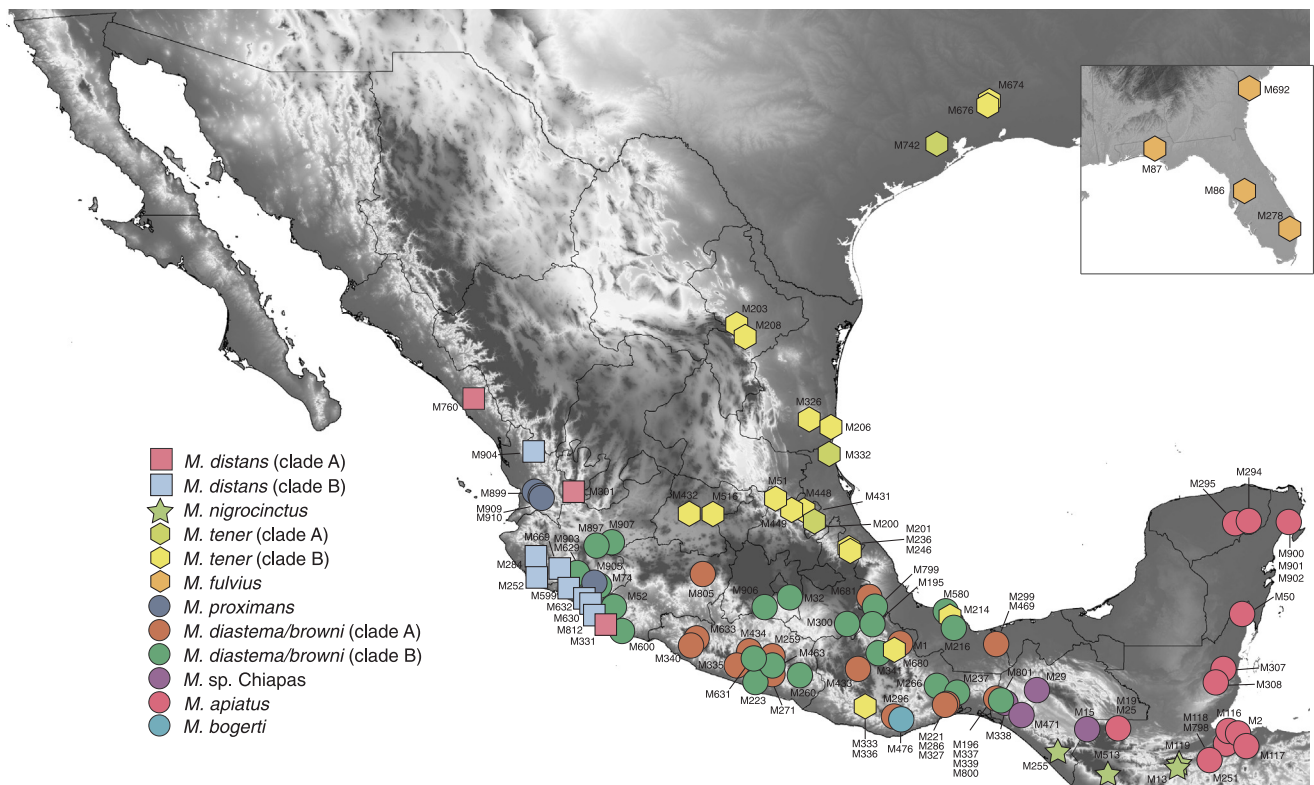 M674
M676
M742
M692
M87
M86
M278
M203
M208
M760
M326
M206
M332
M904
M301
M899
M909
M910
M432
M516
M51
M448
M431
M449
M200
M201
M236
M246
M294
M295
M900
M901
M902
M50
M307
M308
M897
M907
M903
M669
M629
M284
M252
M905
M74
M599
M52
M632
M630
M812
M331
M600
M805
M906
M32
M681
M799
M195
M300
M580
M214
M216
M299
M469
M633
M434
M259
M340
M335
M463
M631
M223
M260
M271
M1
M680
M34
M433
M266
M237
M801
M29
M296
M476
M333
M336
M221
M286
M327
M196
M337
M339
M800
M338
M471
M15
M19
M25
M255
M513
M119
M13
M118
M798
M116
M2
M117
M251
M. distans (clade A)
M. distans (clade B)
M. nigrocinctus
M. tener (clade A)
M. tener (clade B)
M. fulvius
M. proximans
M. diastema/browni (clade A)
M. diastema/browni (clade B)
M. sp. Chiapas
M. apiatus
M. bogerti